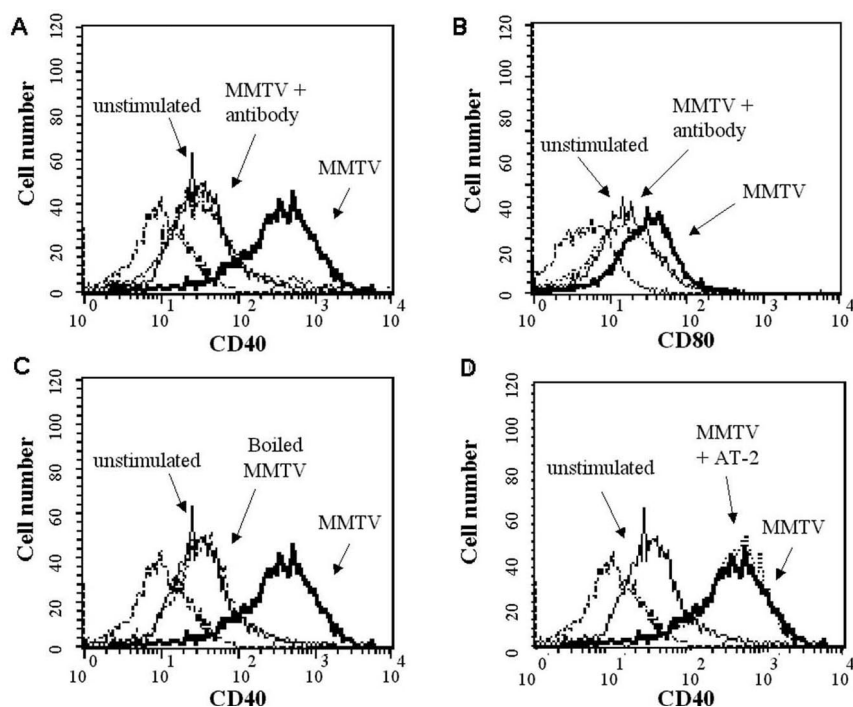 A
Cell number
0 20 40 60 80 100 120
unstimulated
MMTV +
antibody
MMTV
10^0 10^1 10^2 10^3 10^4
CD40
B
Cell number
0 20 40 60 80 100 120
unstimulated
MMTV +
antibody
MMTV
10^0 10^1 10^2 10^3 10^4
CD80
C
Cell number
0 20 40 60 80 100 120
unstimulated
Boiled
MMTV
MMTV
10^0 10^1 10^2 10^3 10^4
CD40
D
Cell number
0 20 40 60 80 100 120
unstimulated
MMTV
+ AT-2
MMTV
10^0 10^1 10^2 10^3 10^4
CD40